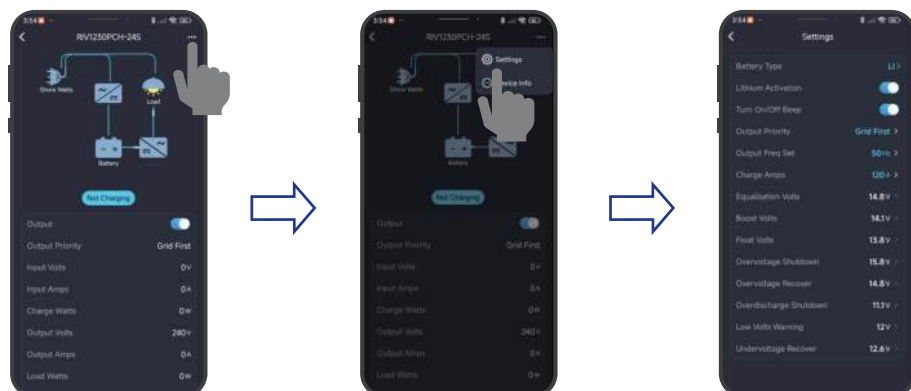 3:54
RIV1230PCH-24S
...
Shore Watts
Load
Battery
Not Charging
Output
Output Priority Grid First
Input Volts 0V
Input Amps 0A
Charge Watts 0W
Output Volts 240V
Output Amps 0A
Load Watts 0W
3:54
RIV1230PCH-24S
...
Settings
Device Info
Shore Watts
Battery
Not Charging
Output
Output Priority Grid First
Input Volts 0V
Input Amps 0A
Charge Watts 0W
Output Volts 240V
Output Amps 0A
Load Watts 0W
3:54
Settings
Battery Type LI >
Lithium Activation
Turn On/Off Beep
Output Priority Grid First >
Output Freq Set 50Hz >
Charge Amps 120A >
Equalization Volts 14.8V >
Boost Volts 14.1V >
Float Volts 13.8V >
Overvoltage Shutdown 15.8V >
Overvoltage Recover 14.8V >
Overdischarge Shutdown 11.1V >
Low Volts Warning 12V >
Undervoltage Recover 12.6V >